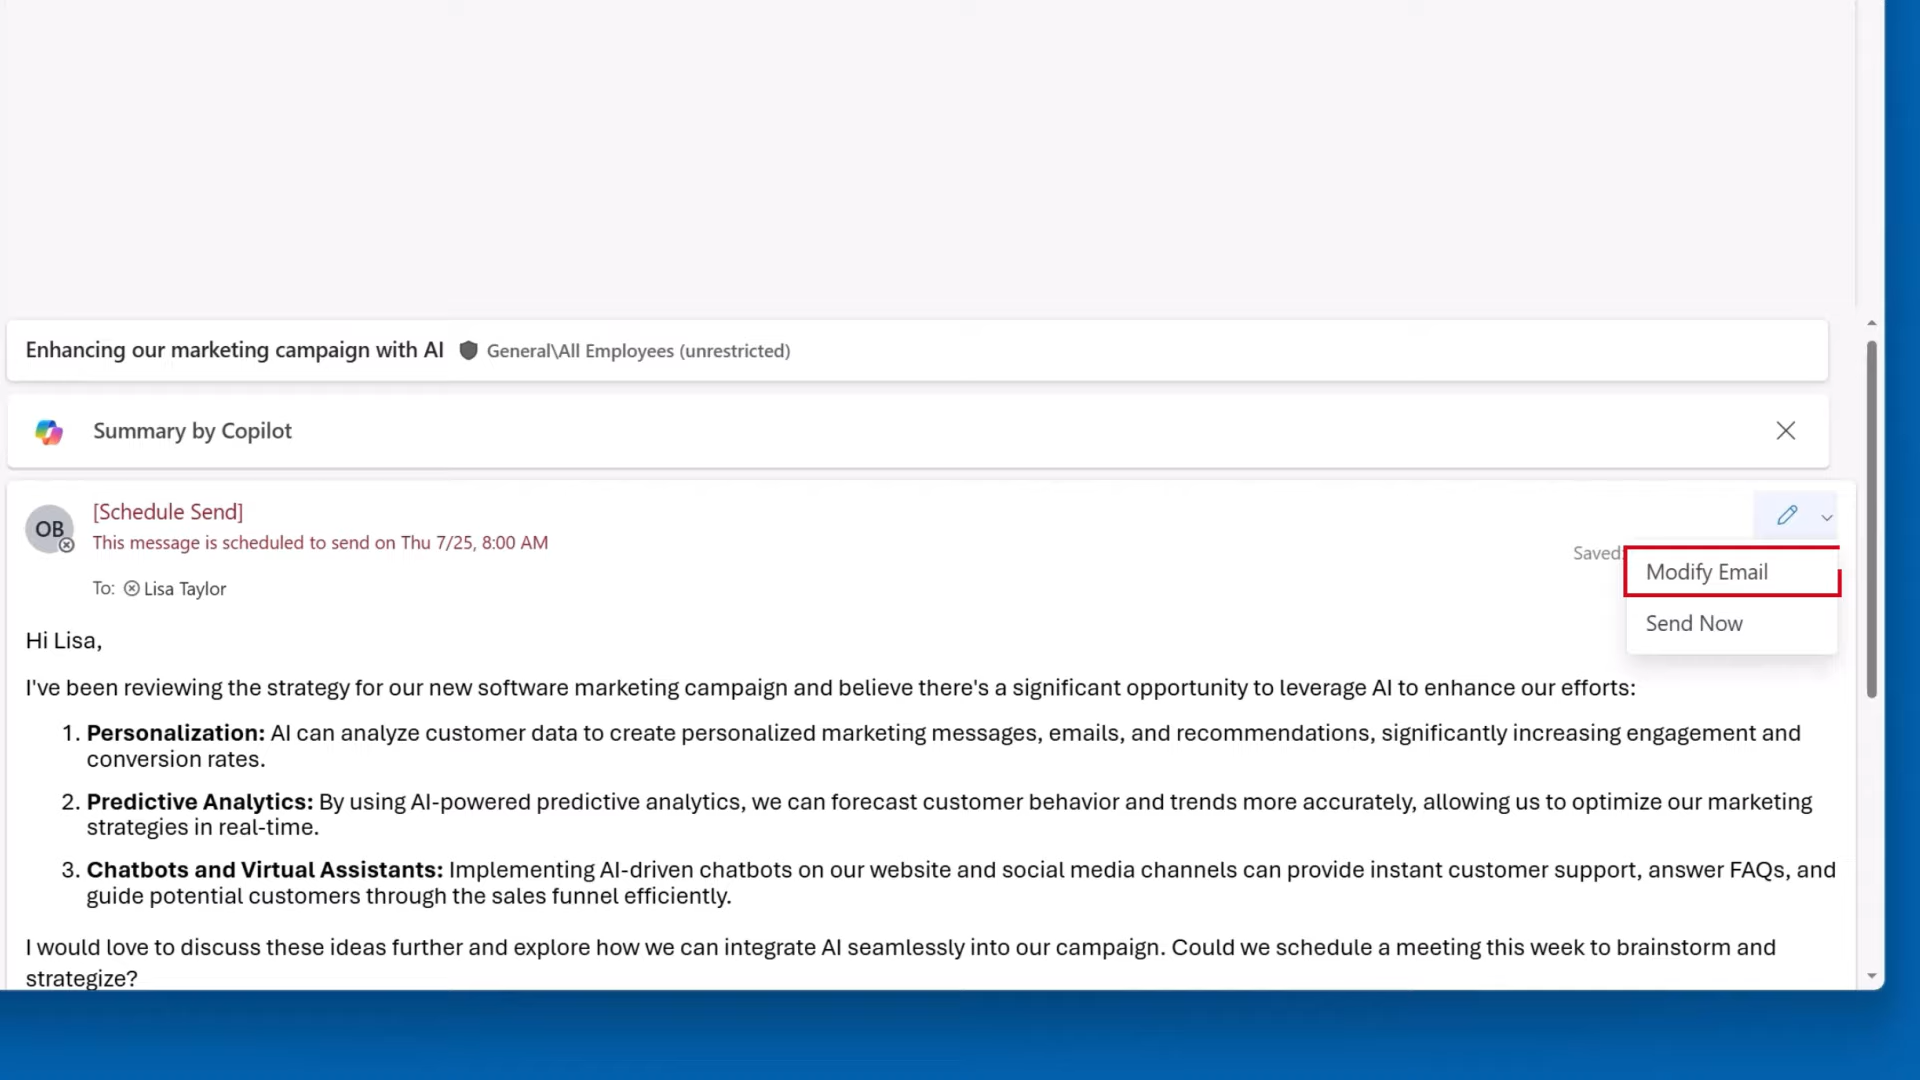 Enhancing our marketing campaign with AI General\All Employees (unrestricted)
Summary by Copilot
OB
[Schedule Send]
This message is scheduled to send on Thu 7/25, 8:00 AM
Saved:
To: Lisa Taylor
Modify Email
Send Now
Hi Lisa,
I've been reviewing the strategy for our new software marketing campaign and believe there's a significant opportunity to leverage AI to enhance our efforts:
1. Personalization: AI can analyze customer data to create personalized marketing messages, emails, and recommendations, significantly increasing engagement and
conversion rates.
2. Predictive Analytics: By using AI-powered predictive analytics, we can forecast customer behavior and trends more accurately, allowing us to optimize our marketing
strategies in real-time.
3. Chatbots and Virtual Assistants: Implementing AI-driven chatbots on our website and social media channels can provide instant customer support, answer FAQs, and
guide potential customers through the sales funnel efficiently.
I would love to discuss these ideas further and explore how we can integrate AI seamlessly into our campaign. Could we schedule a meeting this week to brainstorm and
strategize?